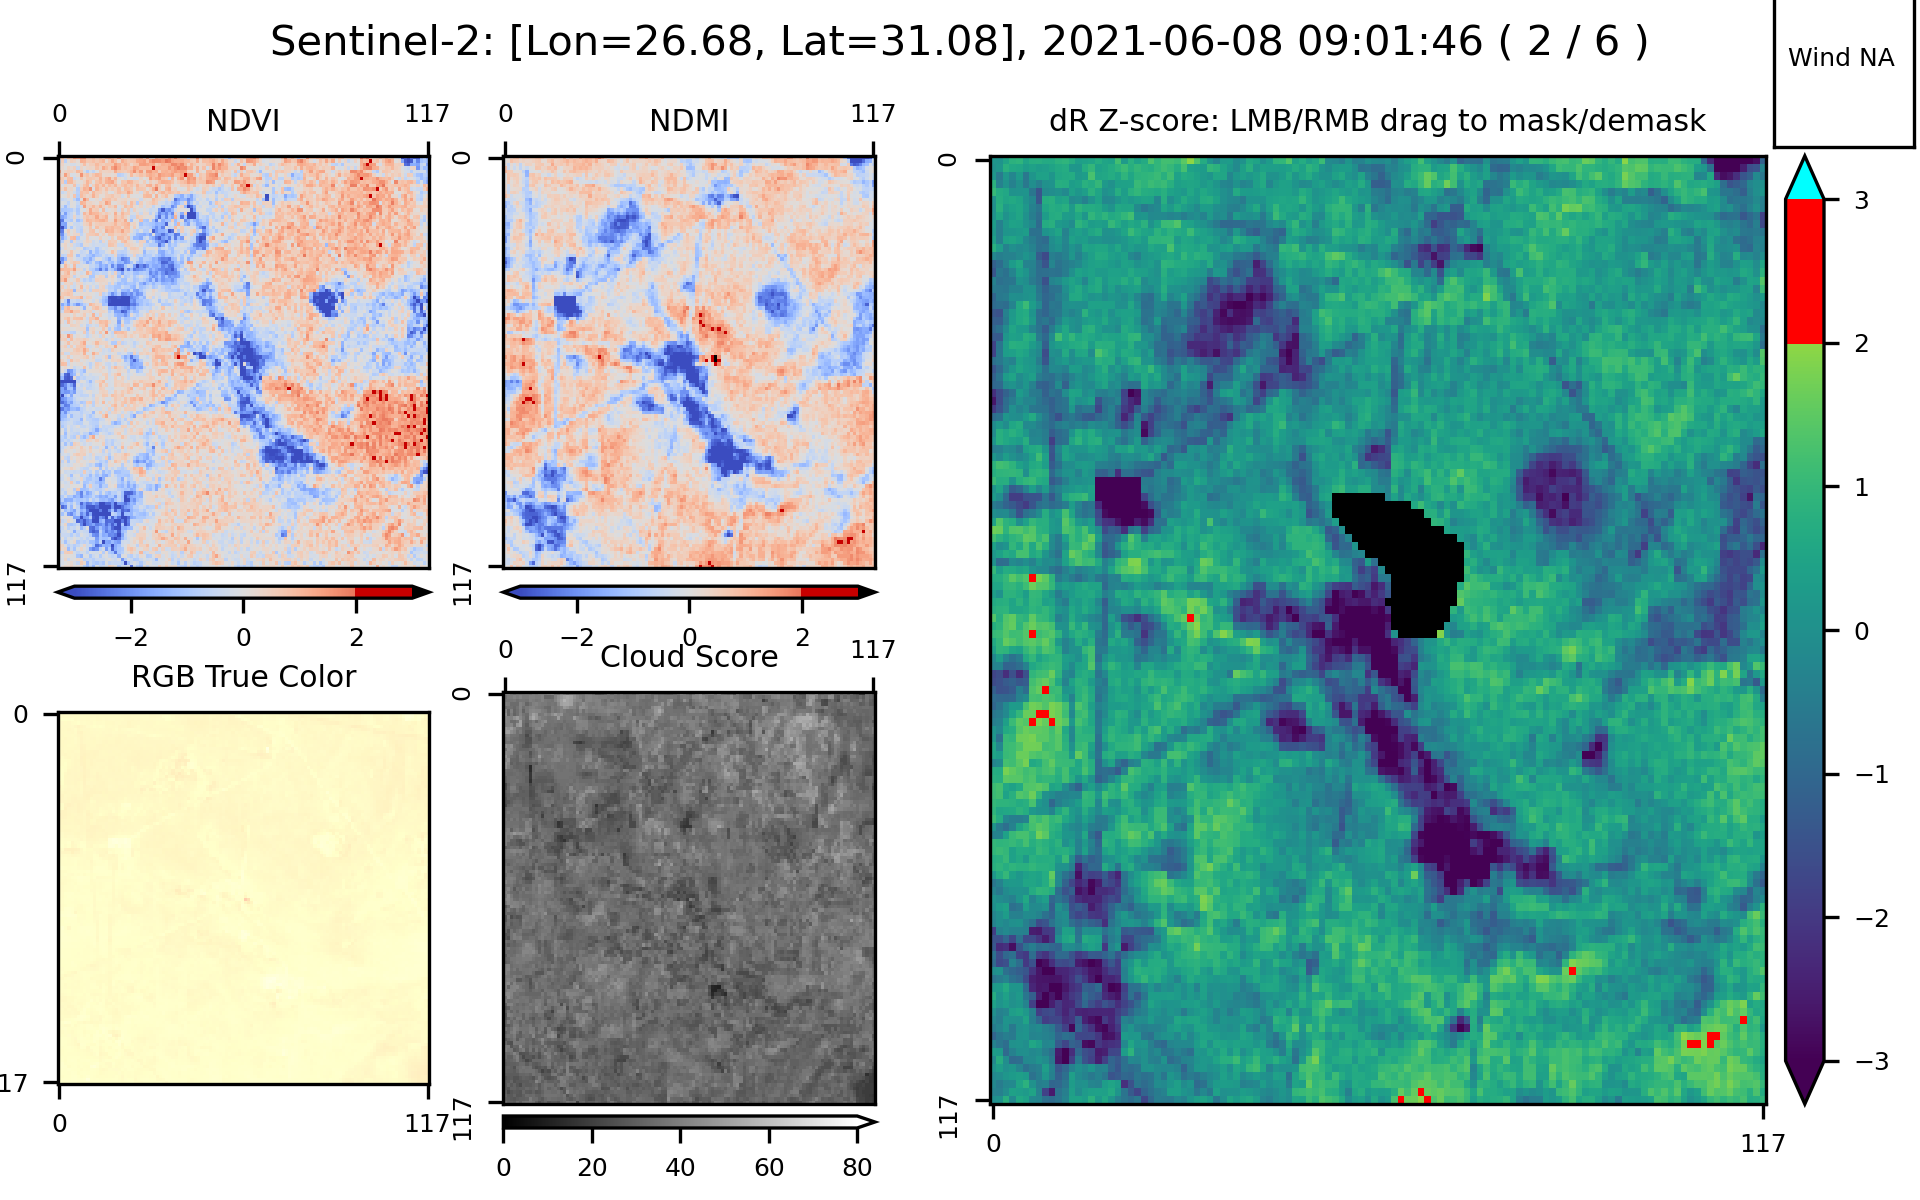 Sentinel-2: [Lon=26.68, Lat=31.08], 2021-06-08 09:01:46 ( 2 / 6 )
Wind NA
0 NDVI 117
0 NDMI 117
dR Z-score: LMB/RMB drag to mask/demask
0
0
0
3
2
1
0
−1
−2
−3
117
117
−2 0 2
−2 0 2
RGB True Color
0 Cloud Score 117
0
0
17
117
117
0 117
0 20 40 60 80
0 117